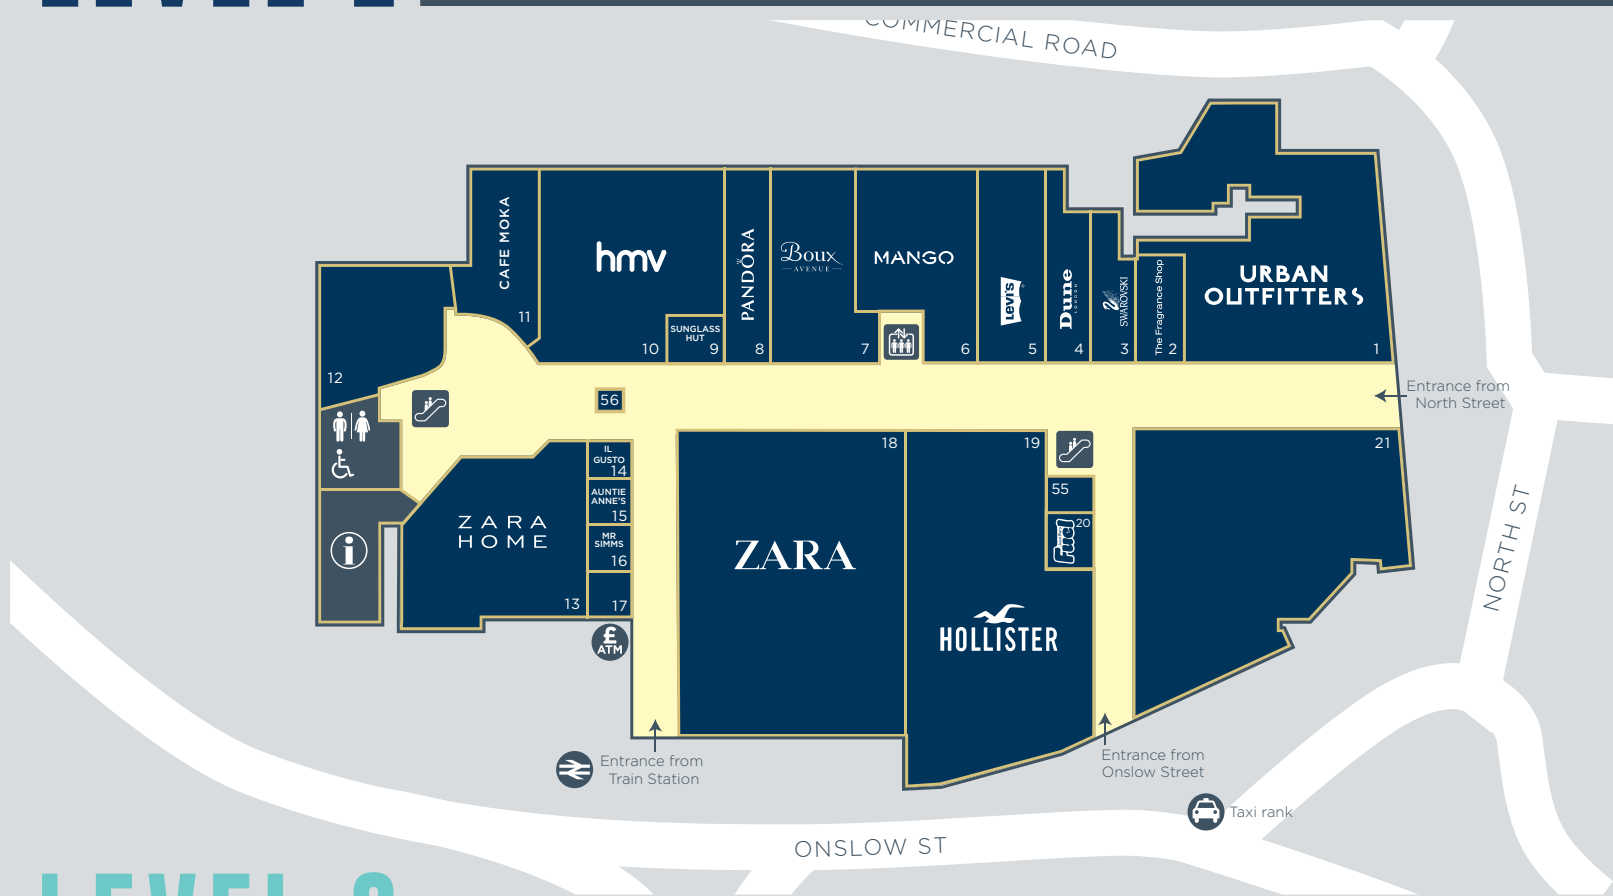 COMMERCIAL ROAD
CAFE MOKA
11
hmv
10
SUNGLASS
HUT
9
PANDÖRA
8
Boux
AVENUE
7
MANGO
6
Levi's
5
Dune
LONDON
4
SWAROVSKI
3
The Fragrance Shop
2
URBAN
OUTFITTERS
1
12
56
Entrance from
North Street
ZARA
HOME
13
IL
GUSTO
14
AUNTIE
ANNE'S
15
MR
SIMMS
16
17
£
ATM
18
ZARA
19
HOLLISTER
55
20
Fuel
21
i
NORTH ST
Entrance from
Train Station
Entrance from
Onslow Street
Taxi rank
ONSLOW ST